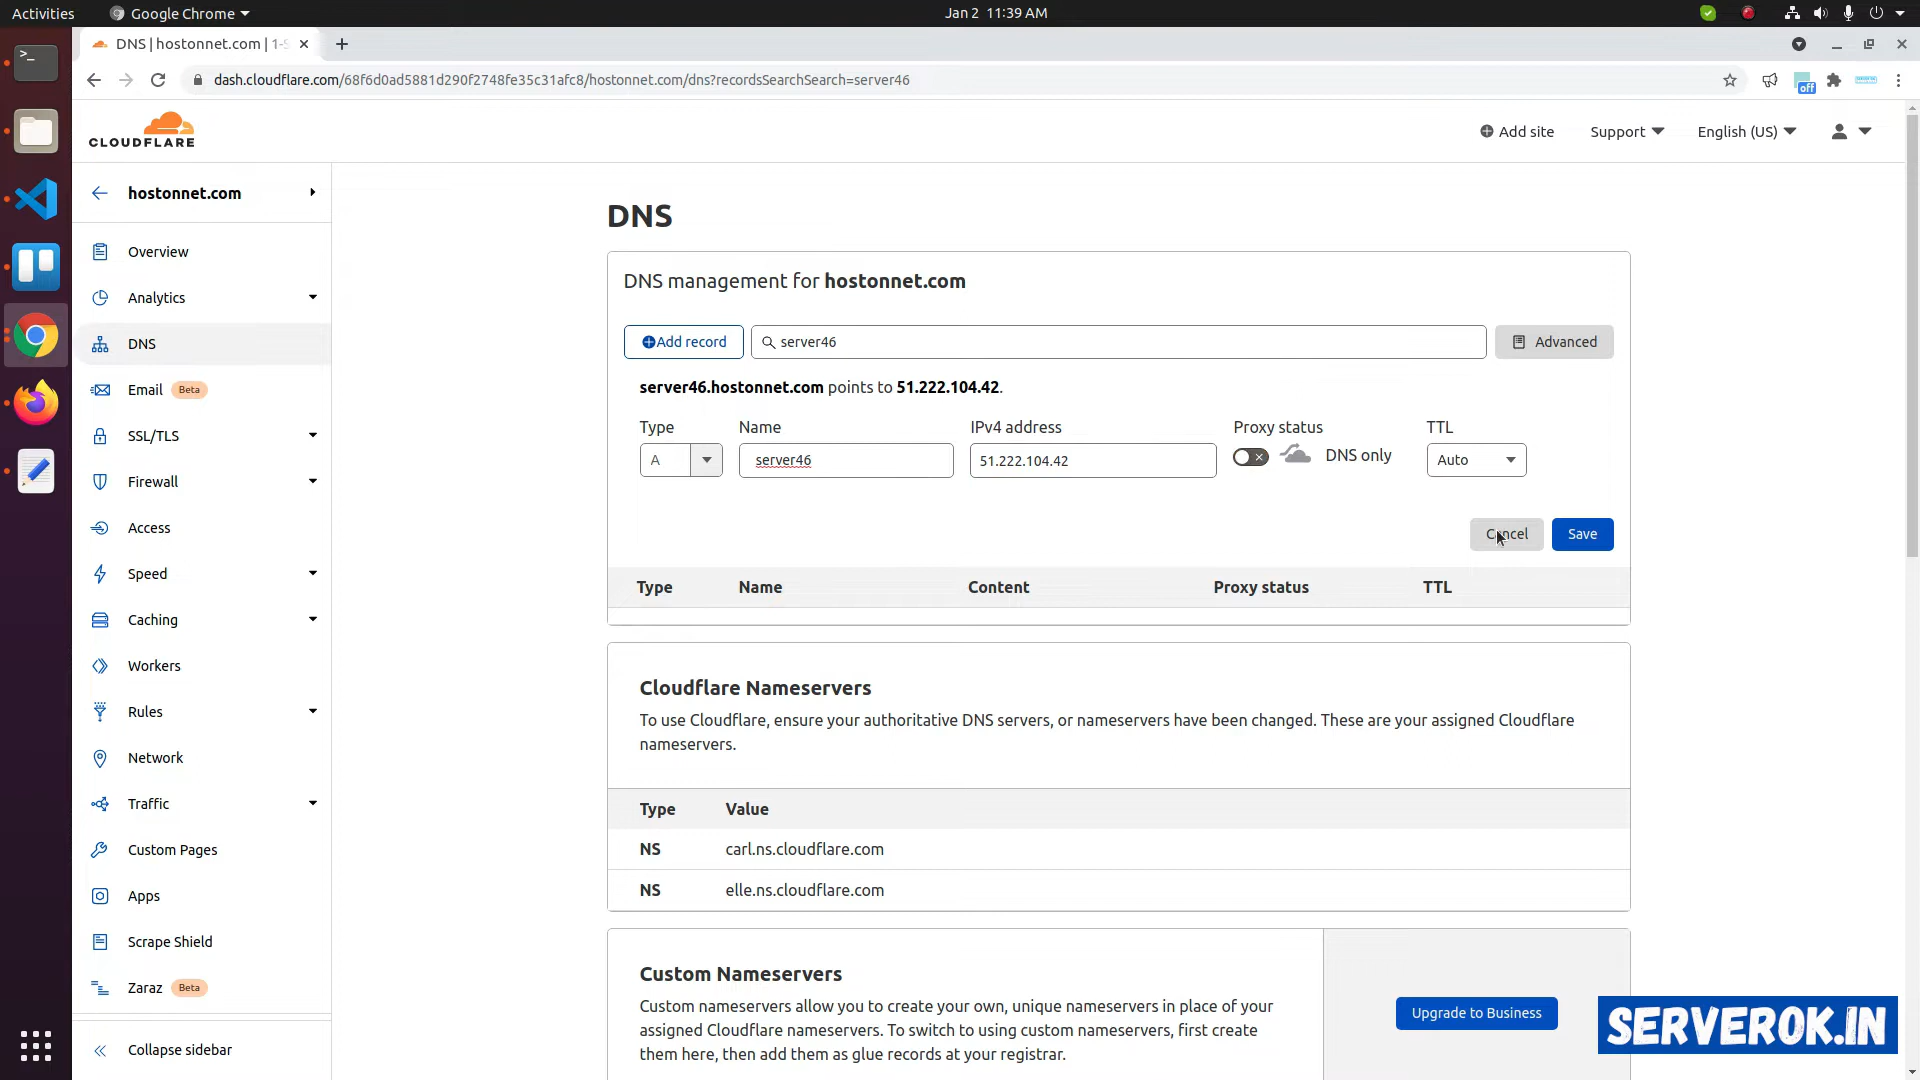 Activities
Google Chrome
Jan 2 11:39 AM
DNS | hostonnet.com | 1-S
dash.cloudflare.com/68f6d0ad5881d290f2748fe35c31afc8/hostonnet.com/dns?recordsSearchSearch=server46
off
CLOUDFLARE
Add site
Support
English (US)
hostonnet.com
Overview
Analytics
DNS
Email Beta
SSL/TLS
Firewall
Access
Speed
Caching
Workers
Rules
Network
Traffic
Custom Pages
Apps
Scrape Shield
Zaraz Beta
Collapse sidebar
DNS
DNS management for hostonnet.com
Add record
server46
Advanced
server46.hostonnet.com points to 51.222.104.42.
Type Name IPv4 address Proxy status TTL
A server46 51.222.104.42 DNS only Auto
Cancel Save
Type Name Content Proxy status TTL
Cloudflare Nameservers
To use Cloudflare, ensure your authoritative DNS servers, or nameservers have been changed. These are your assigned Cloudflare
nameservers.
Type Value
NS carl.ns.cloudflare.com
NS elle.ns.cloudflare.com
Custom Nameservers
Custom nameservers allow you to create your own, unique nameservers in place of your
assigned Cloudflare nameservers. To switch to using custom nameservers, first create
them here, then add them as glue records at your registrar.
Upgrade to Business
SERVEROK.IN